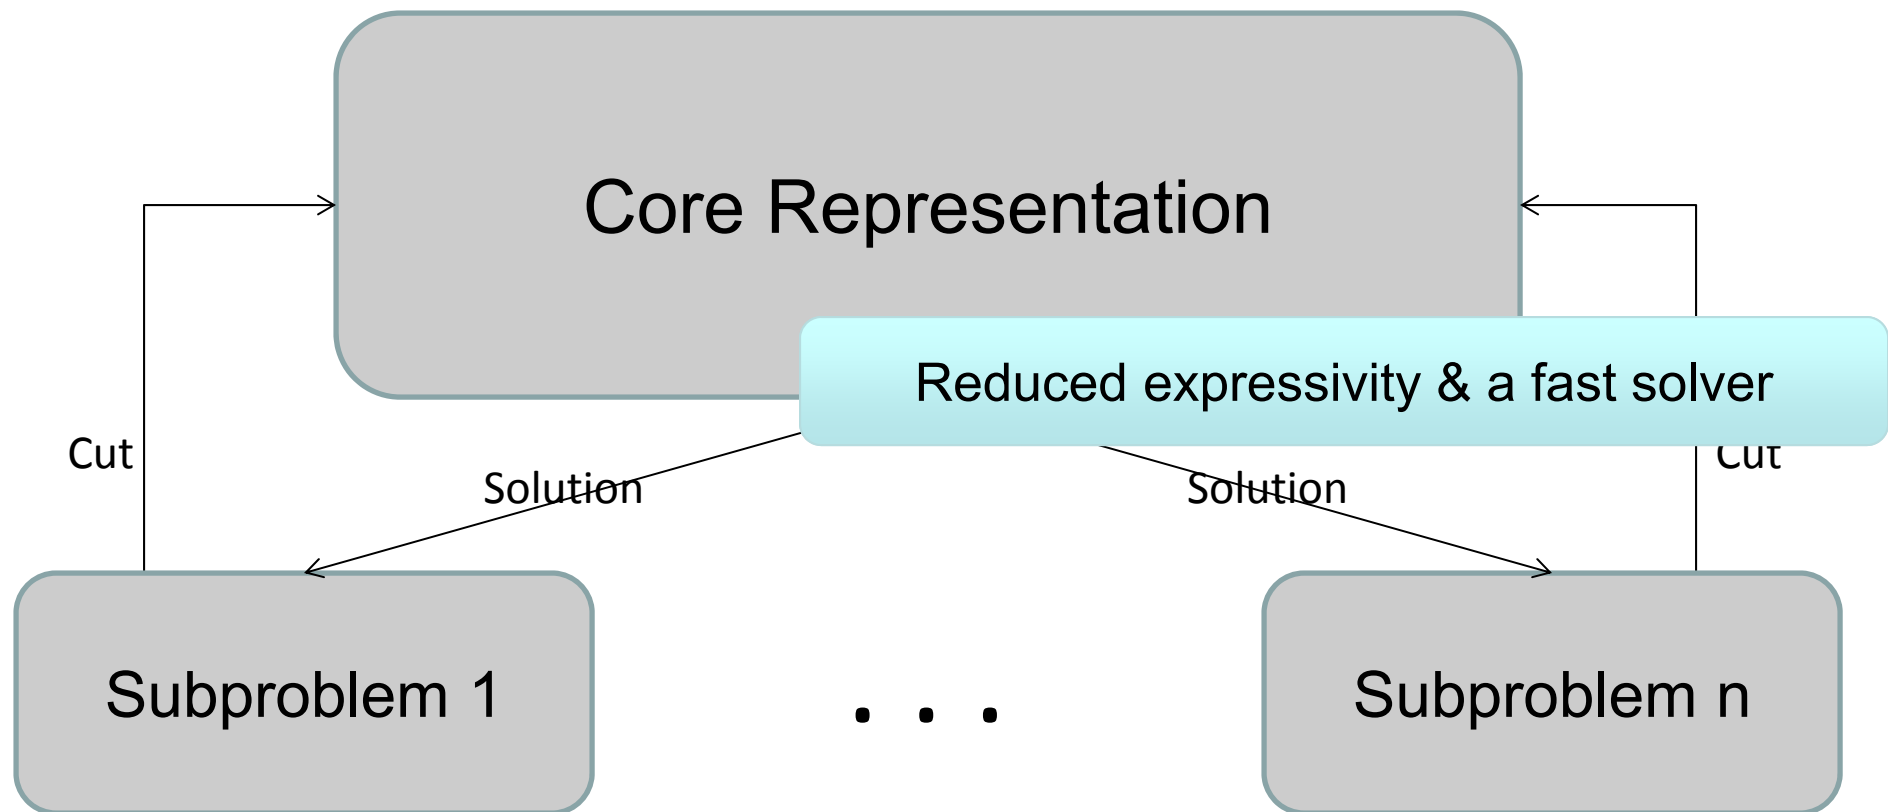 Core Representation
Reduced expressivity & a fast solver
Cut
Cut
Solution
Solution
Subproblem 1
. . .
Subproblem n